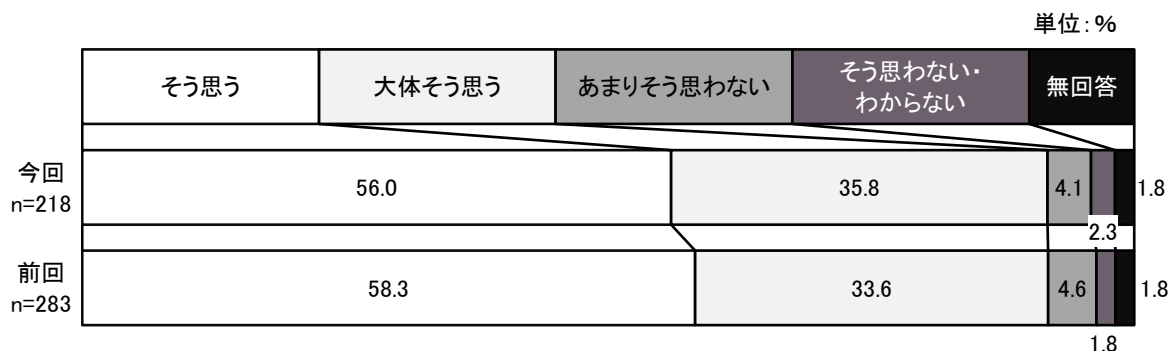 単位:%
そう思う
大体そう思う
あまりそう思わない
そう思わない・
わからない
無回答
今回
n=218
56.0
35.8
4.1
2.3
1.8
前回
n=283
58.3
33.6
4.6
1.8
1.8